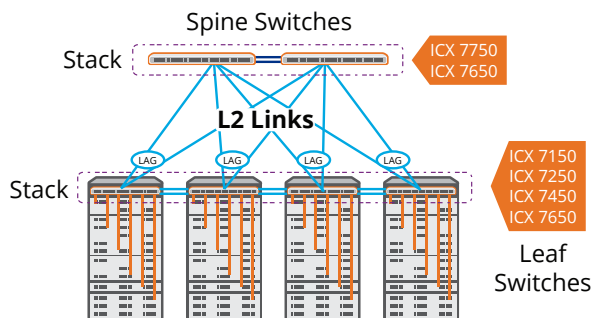 Spine Switches
Stack
ICX 7750
ICX 7650
L2 Links
LAG
LAG
LAG
LAG
Stack
ICX 7150
ICX 7250
ICX 7450
ICX 7650
Leaf
Switches